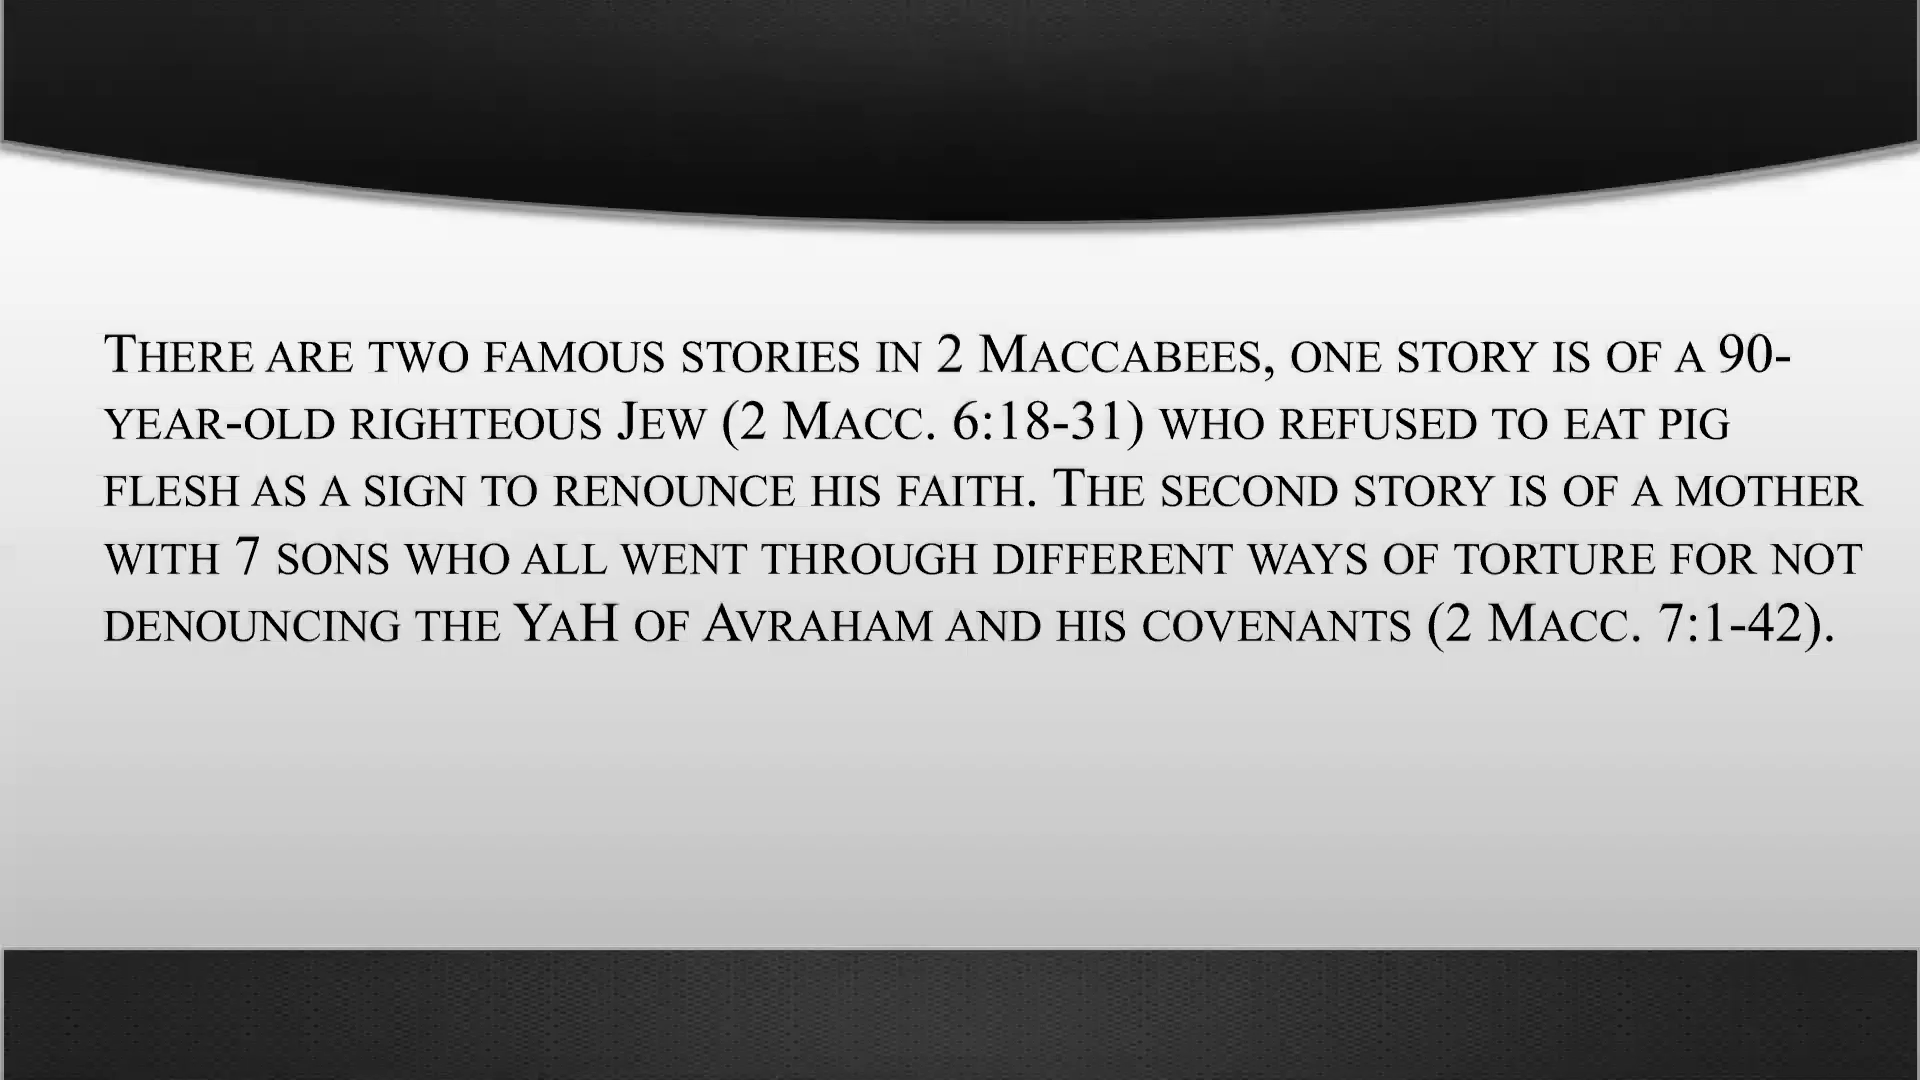 There are two famous stories in 2 Maccabees, one story is of a 90-
year-old righteous Jew (2 Macc. 6:18-31) who refused to eat pig
flesh as a sign to renounce his faith. The second story is of a mother
with 7 sons who all went through different ways of torture for not
denouncing the YaH of Avraham and his covenants (2 Macc. 7:1-42).